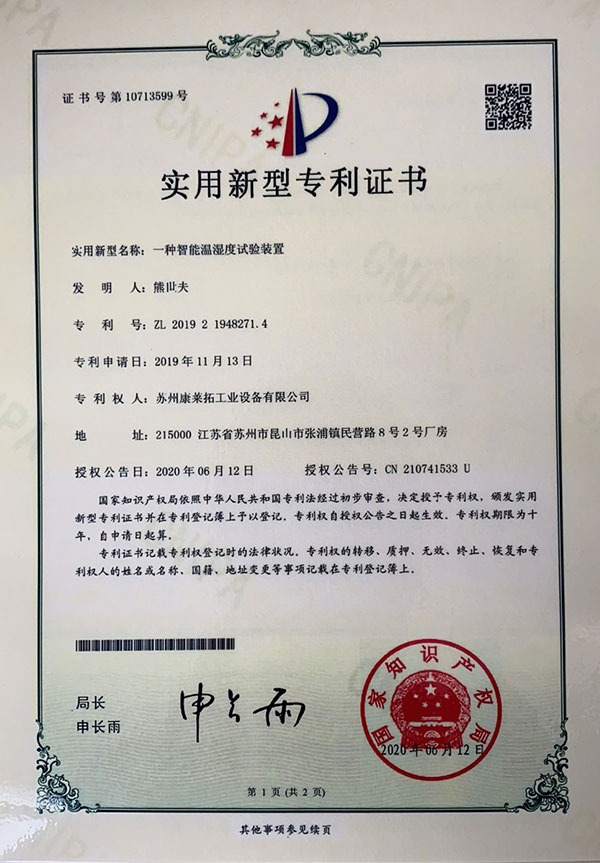 证书号第10713599号
实用新型专利证书
实用新型名称：一种智能温湿度试验装置
发明人：熊世夫
专利号：ZL 2019 2 1948271.4
专利申请日：2019年11月13日
专利权人：苏州康莱拓工业设备有限公司
地址：215000 江苏省苏州市昆山市张浦镇民营路8号2号厂房
授权公告日：2020年06月12日 授权公告号：CN 210741533 U
国家知识产权局依照中华人民共和国专利法经过初步审查，决定授予专利权，颁发实用
新型专利证书并在专利登记簿上予以登记。专利权自授权公告之日起生效。专利权期限为十
年，自申请日起算。
专利证书记载专利权登记时的法律状况。专利权的转移、质押、无效、终止、恢复和专
利权人的姓名或名称、国籍、地址变更等事项记载在专利登记簿上。
局长
申长雨
申长雨
国家知识产权局
2020年06月12日
第1页（共2页）
其他事项参见续页
CNIPA
CNIPA
CNIPA
CNIPA